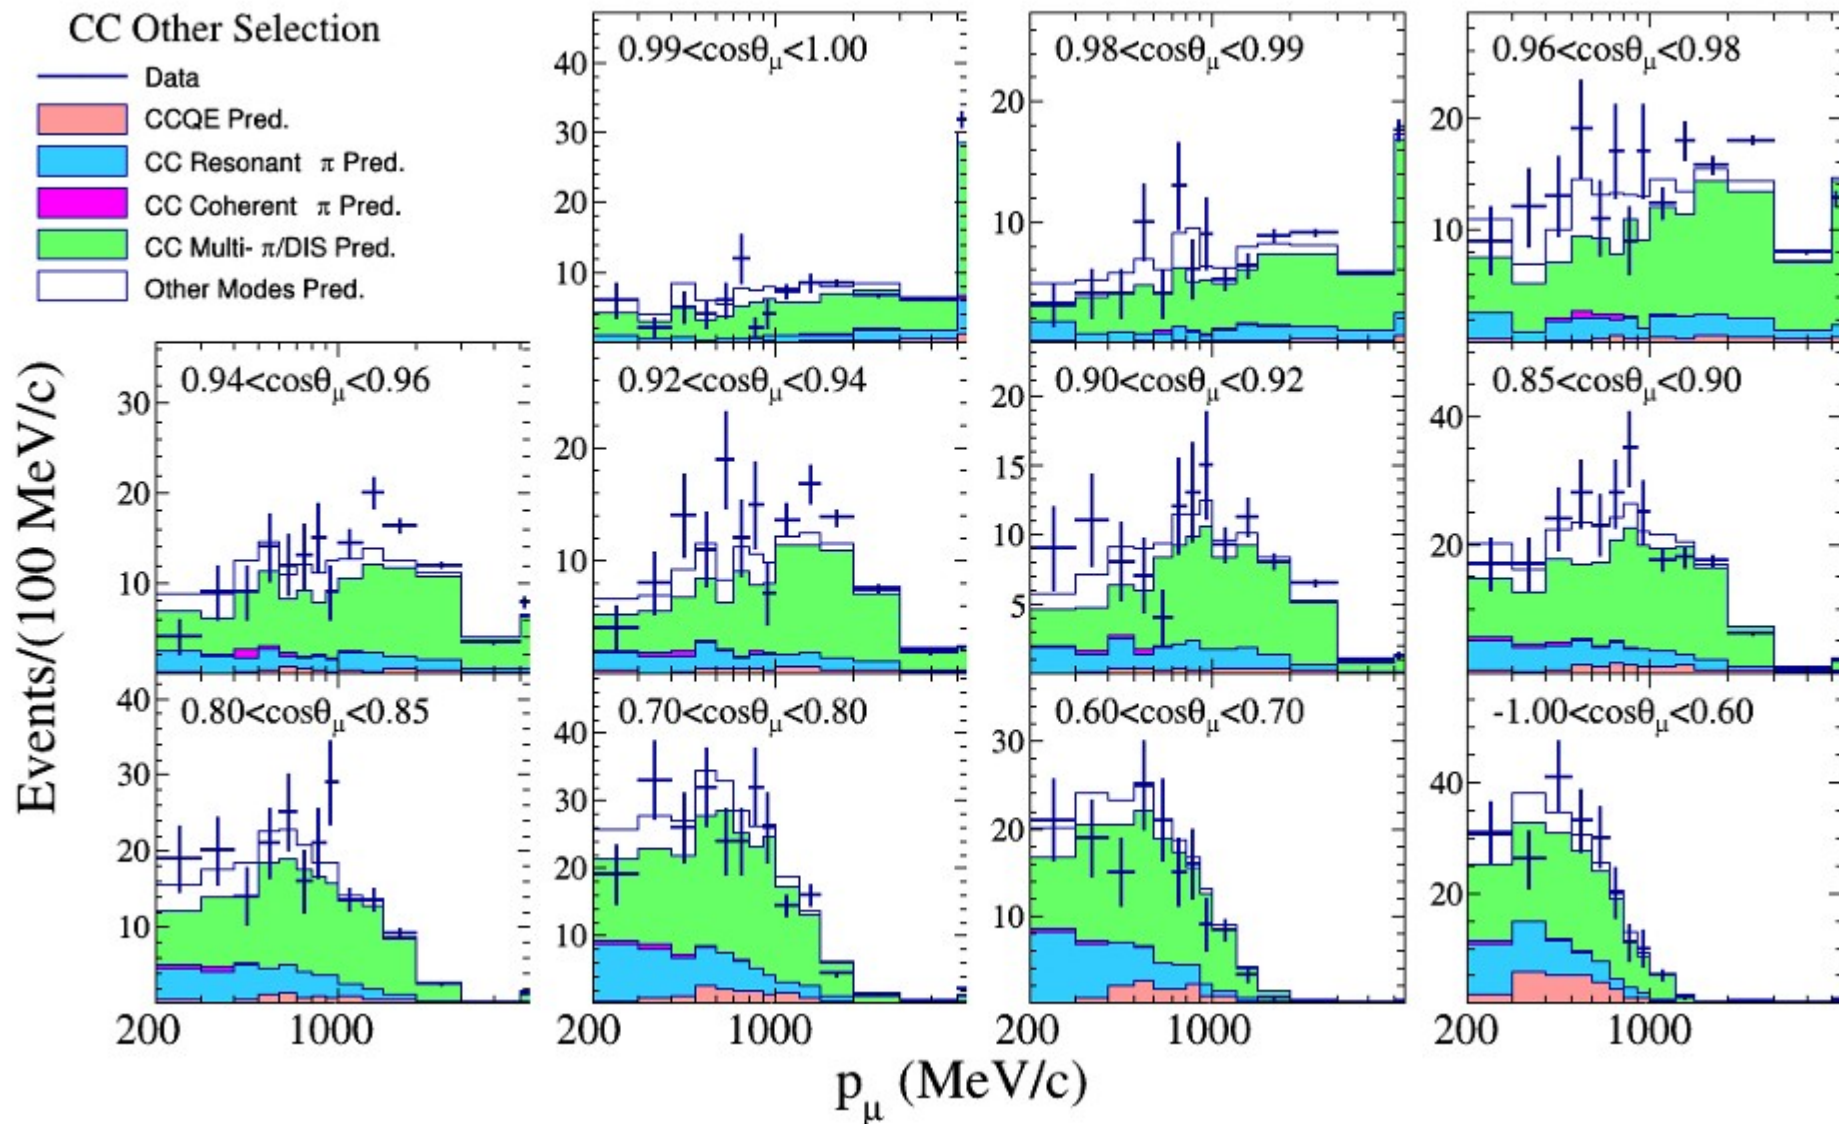 CC Other Selection
Data
CCQE Pred.
CC Resonant π Pred.
CC Coherent π Pred.
CC Multi- π/DIS Pred.
Other Modes Pred.
0.99<cosθμ<1.00
40
30
20
10
0.98<cosθμ<0.99
20
10
0.96<cosθμ<0.98
20
10
Events/(100 MeV/c)
0.94<cosθμ<0.96
30
20
10
0.92<cosθμ<0.94
20
10
0.90<cosθμ<0.92
20
15
10
5
0.85<cosθμ<0.90
40
20
0.80<cosθμ<0.85
40
30
20
10
0.70<cosθμ<0.80
40
30
20
10
0.60<cosθμ<0.70
30
20
10
-1.00<cosθμ<0.60
40
20
200 1000 200 1000 200 1000 200 1000
pμ (MeV/c)